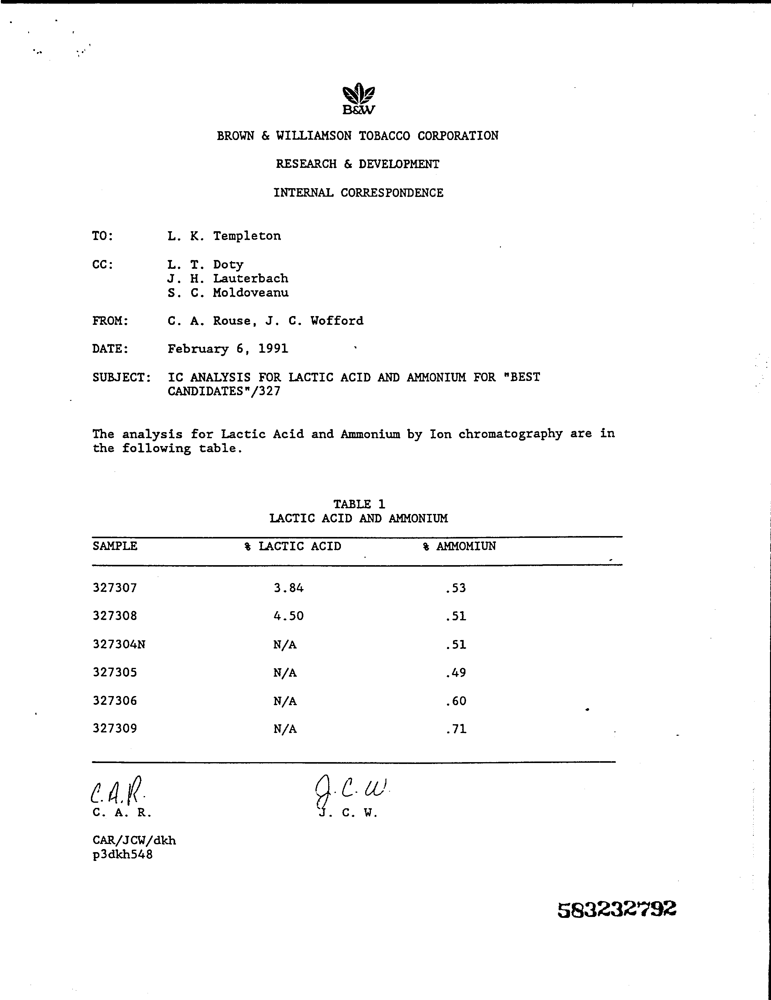 B&W
BROWN & WILLIAMSON TOBACCO CORPORATION
RESEARCH & DEVELOPMENT
INTERNAL CORRESPONDENCE
TO: L. K. Templeton
CC: L. T. Doty
J. H. Lauterbach
S. C. Moldoveanu
FROM: C. A. Rouse, J. C. Wofford
DATE: February 6, 1991
SUBJECT: IC ANALYSIS FOR LACTIC ACID AND AMMONIUM FOR "BEST
CANDIDATES"/327
The analysis for Lactic Acid and Ammonium by Ion chromatography are in
the following table.
TABLE 1
LACTIC ACID AND AMMONIUM
SAMPLE % LACTIC ACID % AMMOMIUN
327307 3.84 .53
327308 4.50 .51
327304N N/A .51
327305 N/A .49
327306 N/A .60
327309 N/A .71
C.A.R. J.C.W.
C. A. R. J. C. W.
CAR/JCW/dkh
p3dkh548
583232792